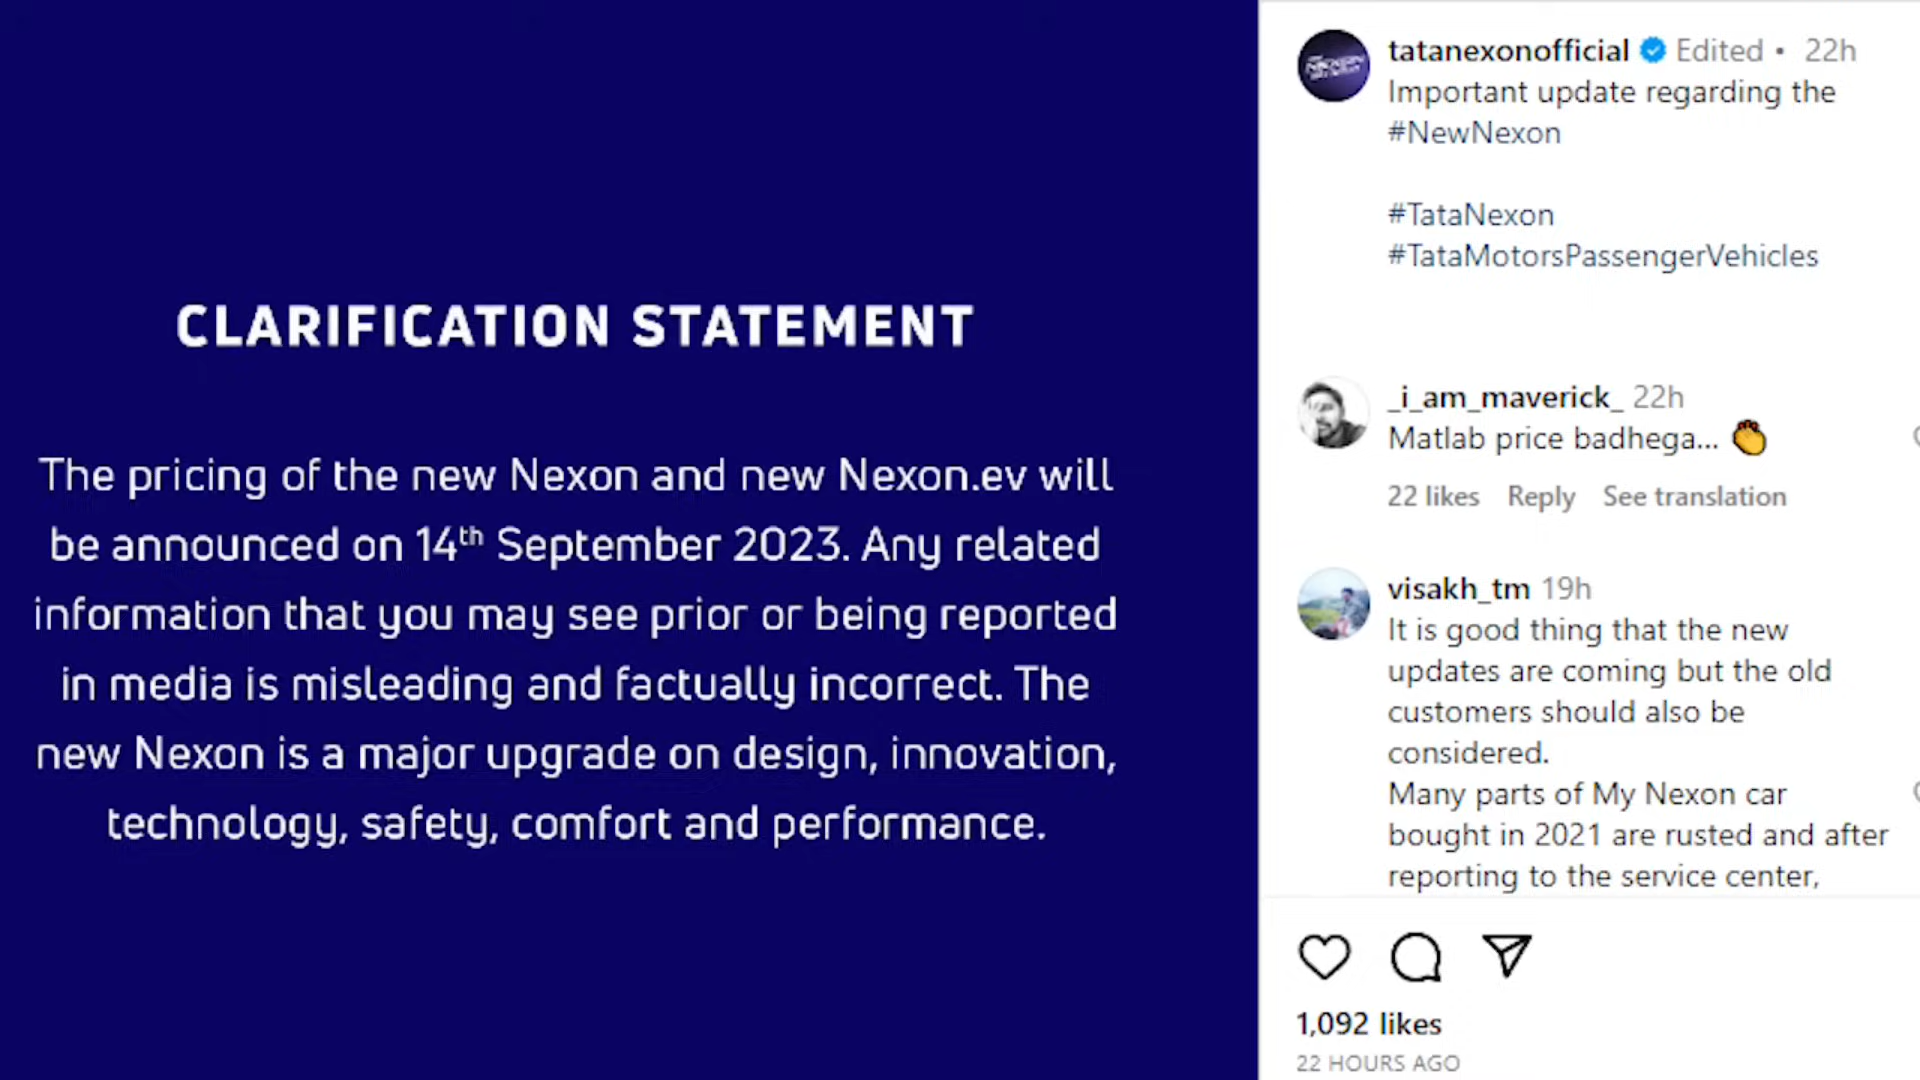 CLARIFICATION STATEMENT
The pricing of the new Nexon and new Nexon.ev will
be announced on 14th September 2023. Any related
information that you may see prior or being reported
in media is misleading and factually incorrect. The
new Nexon is a major upgrade on design, innovation,
technology, safety, comfort and performance.
tatanexonofficial Edited • 22h
Important update regarding the
#NewNexon
#TataNexon
#TataMotorsPassengerVehicles
_i_am_maverick_ 22h
Matlab price badhega... 👏
22 likes Reply See translation
visakh_tm 19h
It is good thing that the new
updates are coming but the old
customers should also be
considered.
Many parts of My Nexon car
bought in 2021 are rusted and after
reporting to the service center,
1,092 likes
22 HOURS AGO